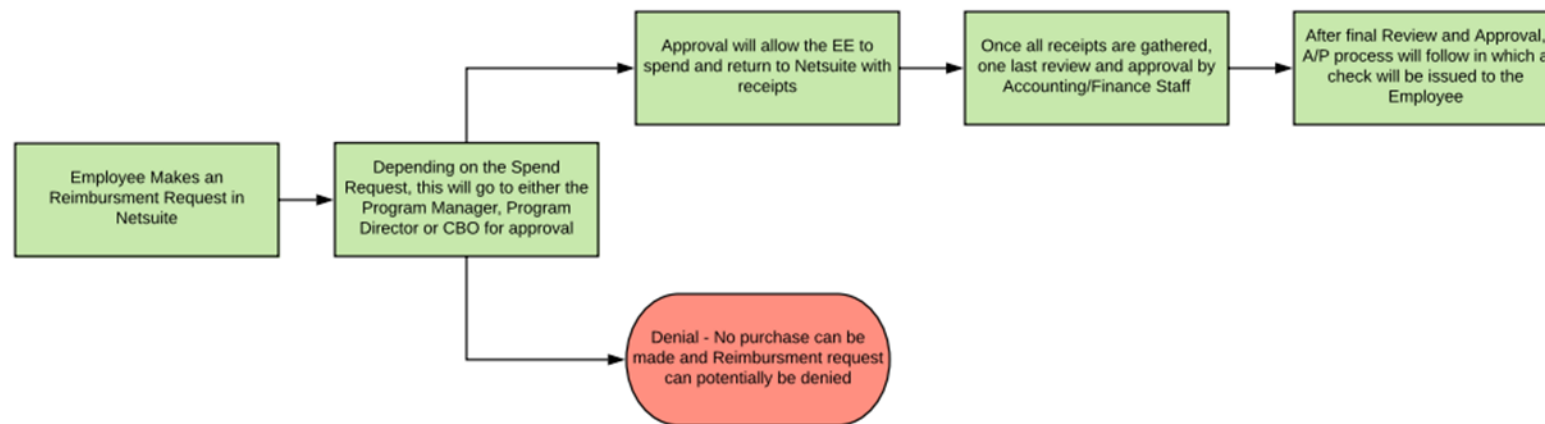 Employee Makes an
Reimbursment Request in
Netsuite
Depending on the Spend
Request, this will go to either the
Program Manager, Program
Director or CBO for approval
Approval will allow the EE to
spend and return to Netsuite with
receipts
Once all receipts are gathered,
one last review and approval by
Accounting/Finance Staff
After final Review and Approval,
A/P process will follow in which a
check will be issued to the
Employee
Denial - No purchase can be
made and Reimbursment request
can potentially be denied